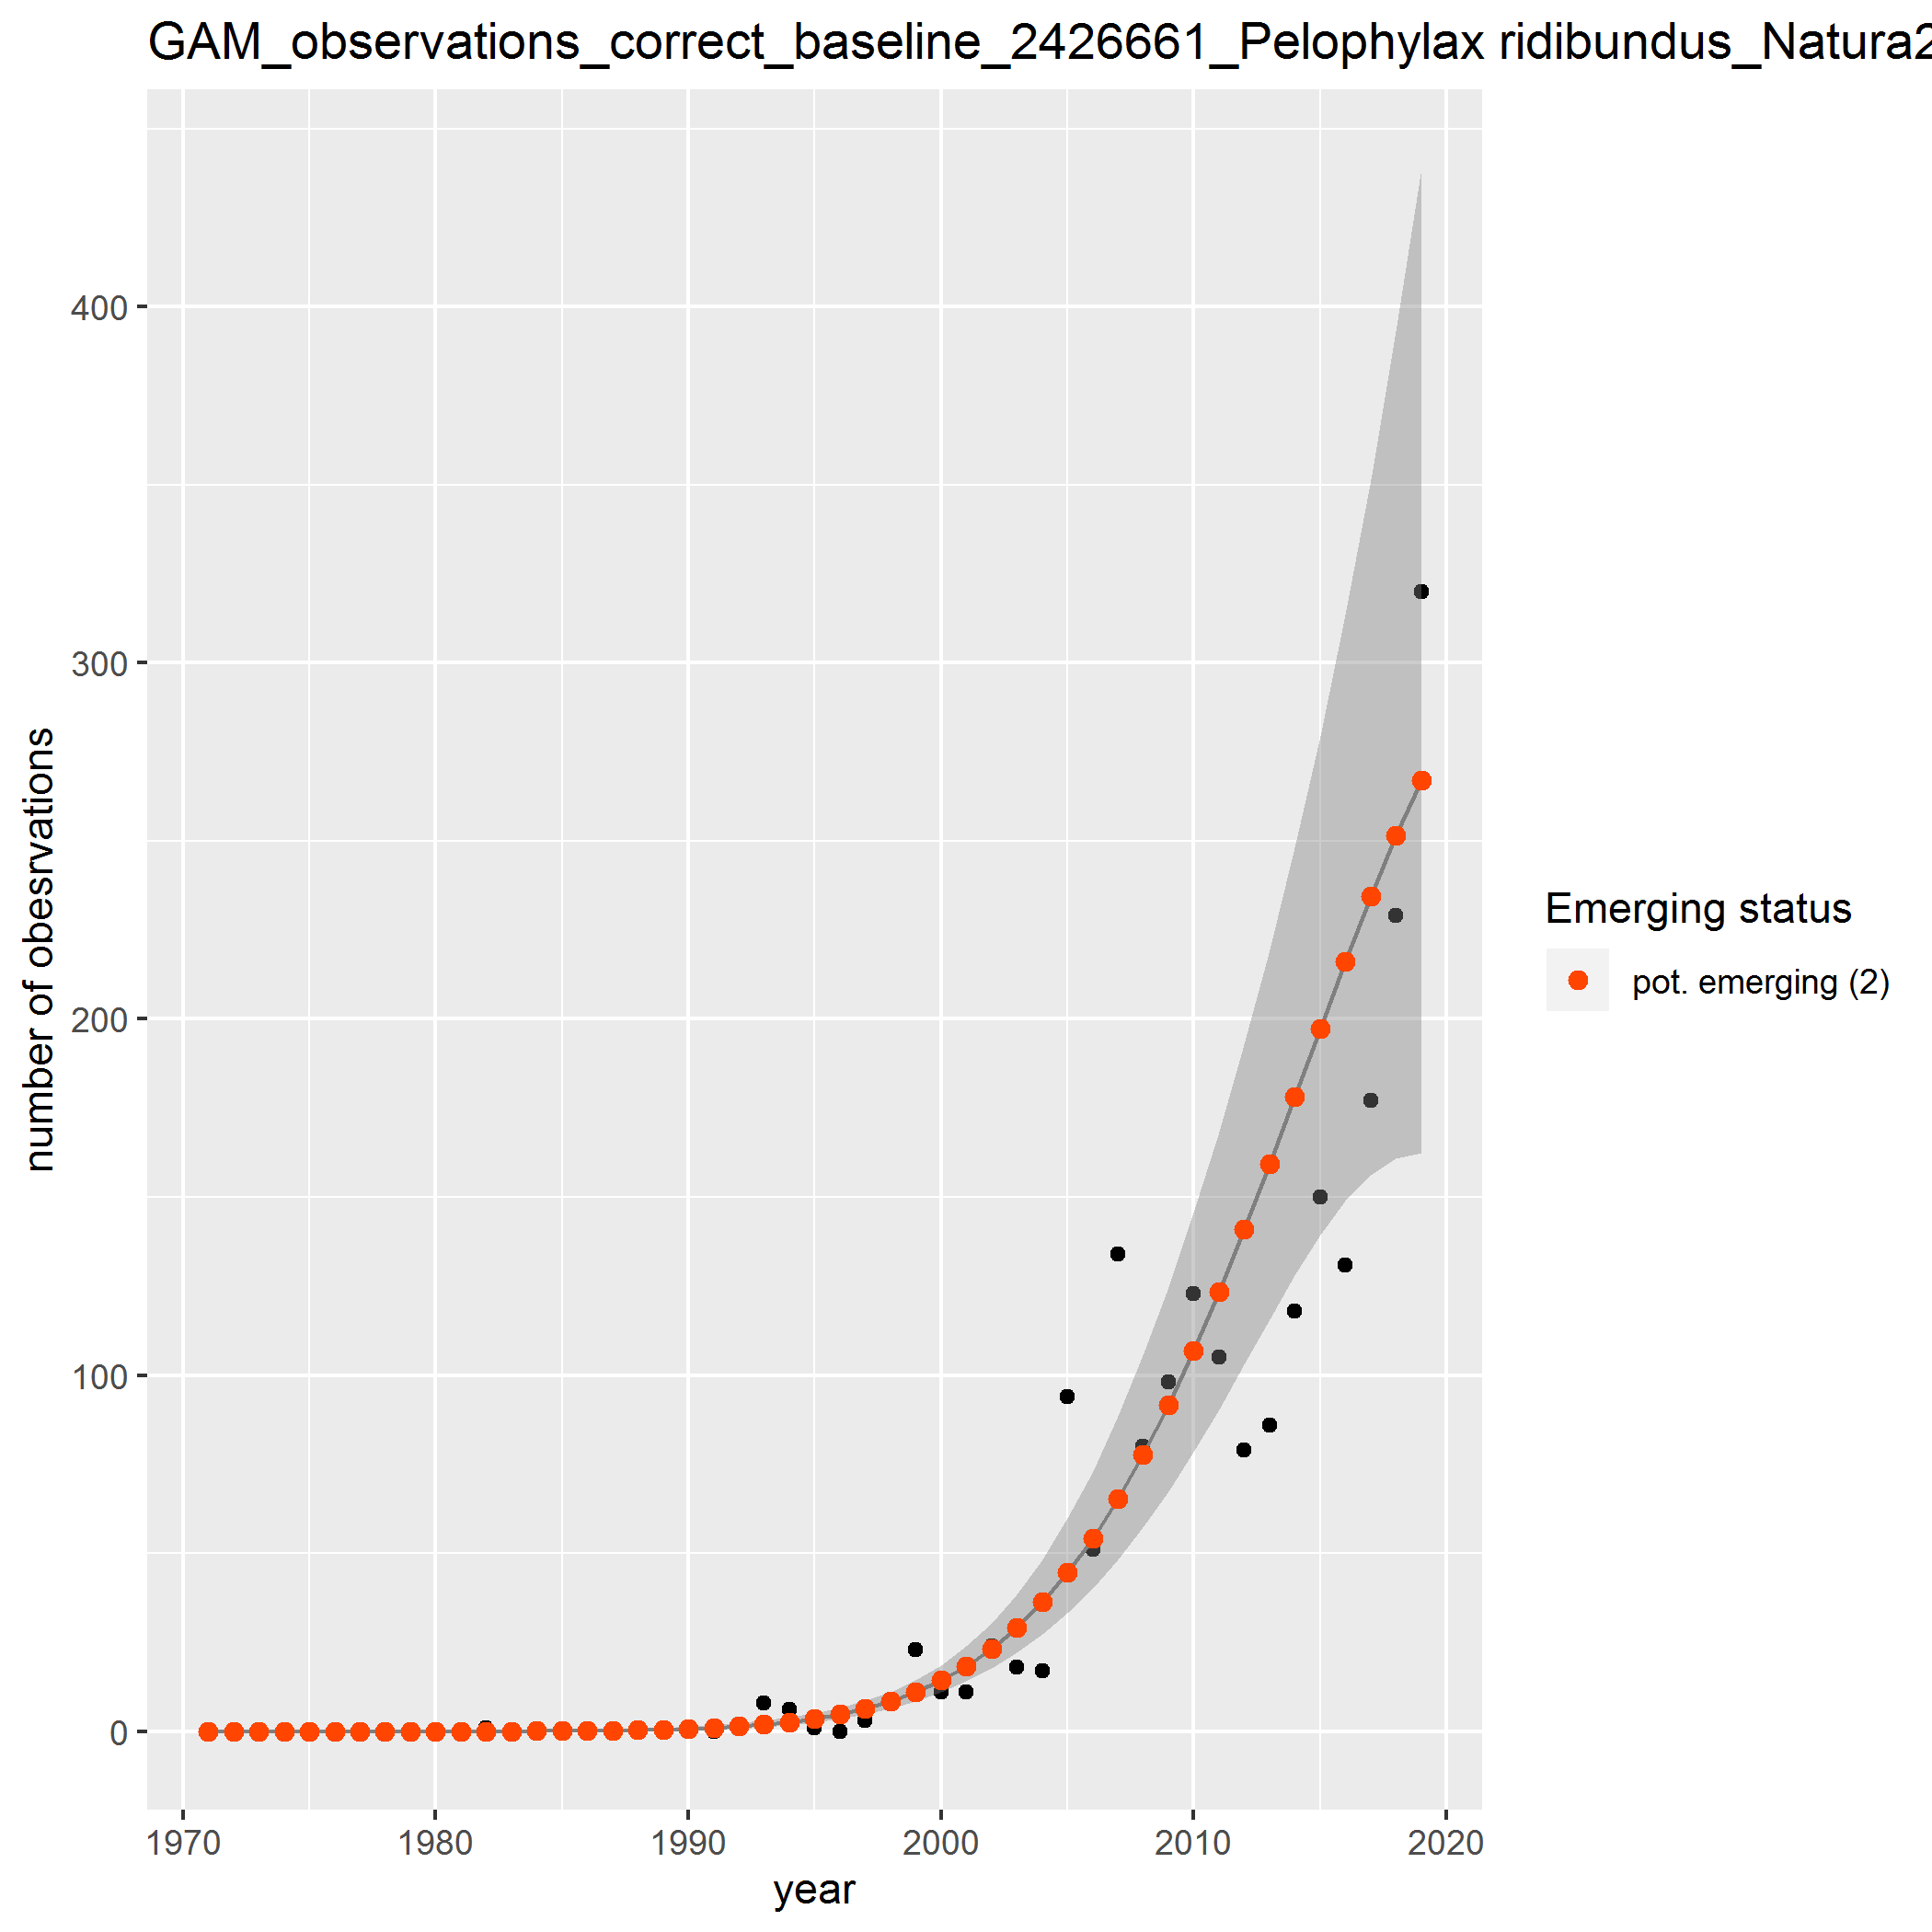 GAM_observations_correct_baseline_2426661_Pelophylax ridibundus_Natura2
number of obesrvations
400
300
200
100
0
1970 1980 1990 2000 2010 2020
year
Emerging status
pot. emerging (2)